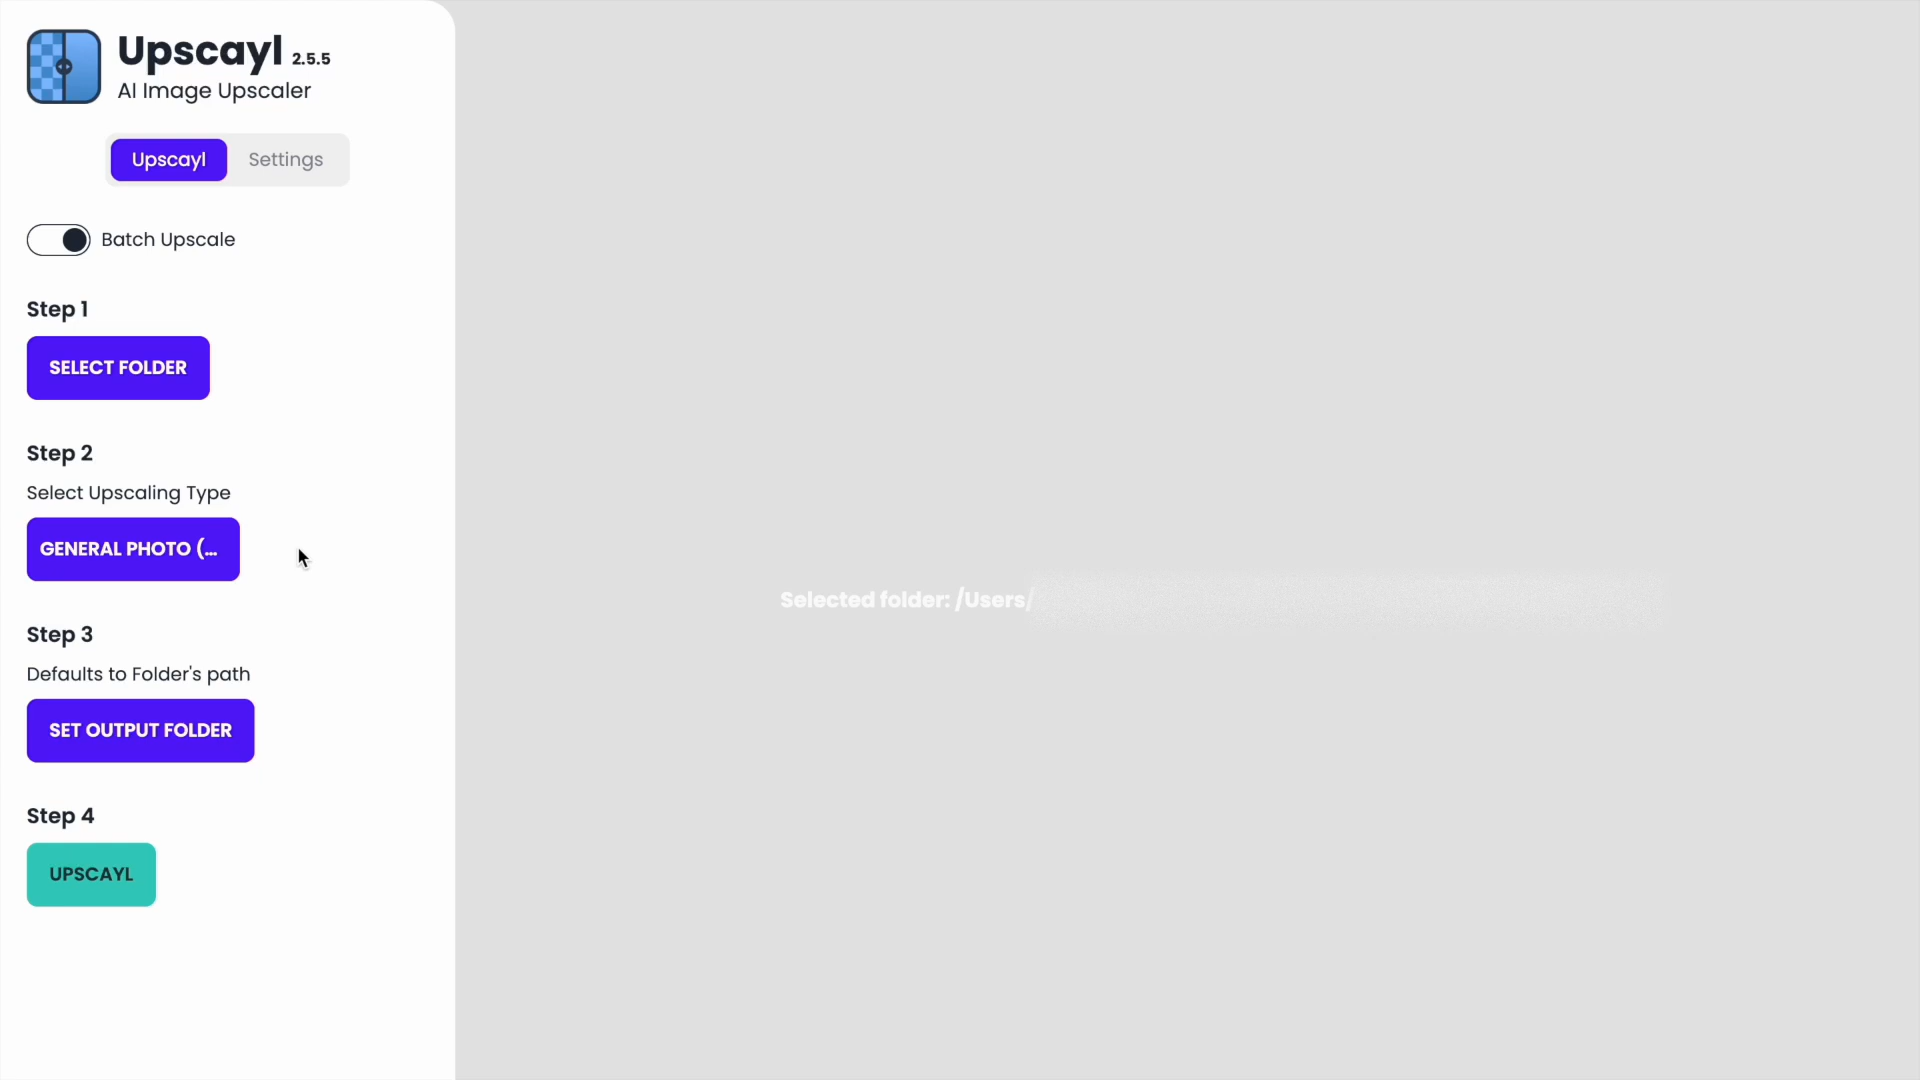 Upscayl 2.5.5
AI Image Upscaler
Upscayl Settings
Batch Upscale
Step 1
SELECT FOLDER
Step 2
Select Upscaling Type
GENERAL PHOTO (...
Step 3
Defaults to Folder's path
SET OUTPUT FOLDER
Step 4
UPSCAYL
Selected folder: /Users/